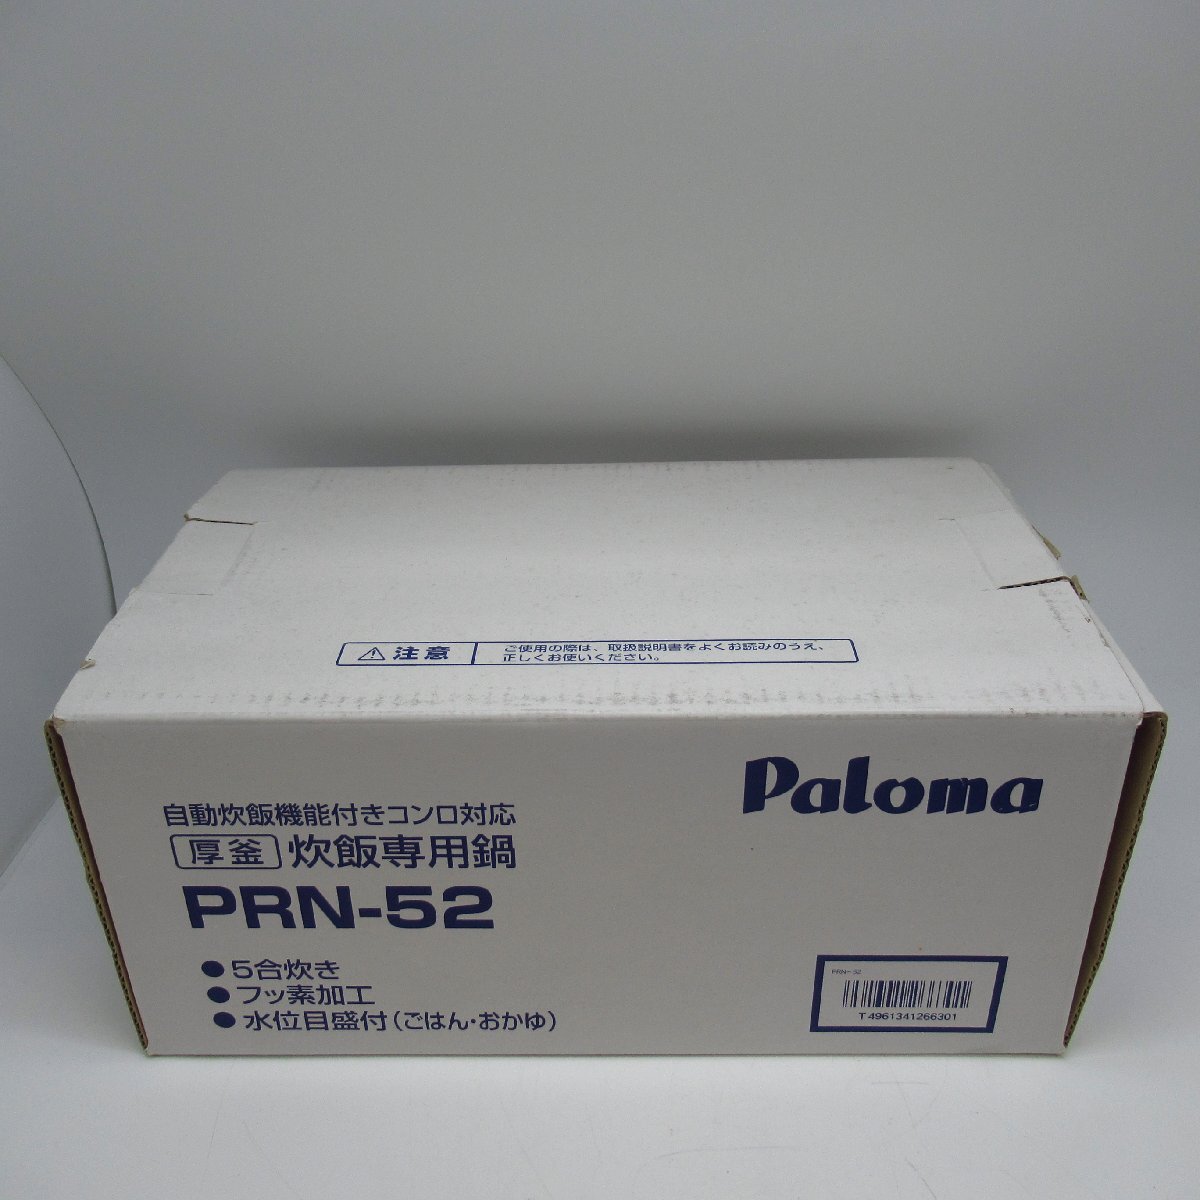 注意
ご使用の際は、取扱説明書をよくお読みのうえ、
正しくお使いください。
Paloma
自動炊飯機能付きコンロ対応
厚釜 炊飯専用鍋
PRN-52
●5合炊き
●フッ素加工
●水位目盛付(ごはん・おかゆ)
PRN-52
T 4961341266301